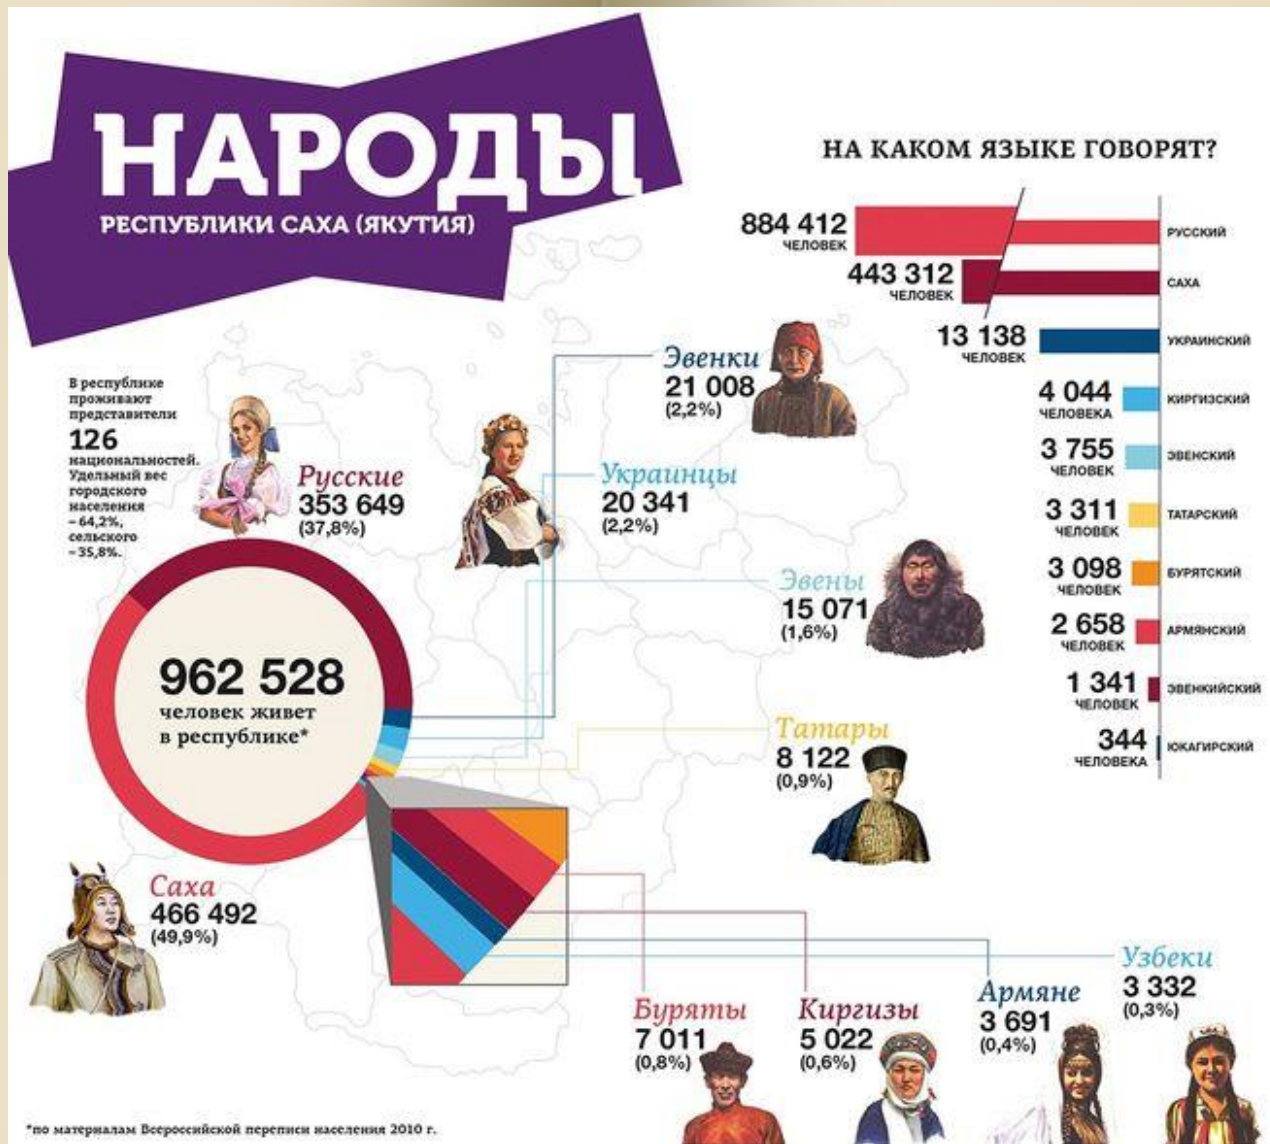 НАРОДЫ
РЕСПУБЛИКИ САХА (ЯКУТИЯ)
НА КАКОМ ЯЗЫКЕ ГОВОРЯТ?
884 412
ЧЕЛОВЕК
РУССКИЙ
443 312
ЧЕЛОВЕК
САХА
13 138
ЧЕЛОВЕК
УКРАИНСКИЙ
4 044
ЧЕЛОВЕКА
КИРГИЗСКИЙ
3 755
ЧЕЛОВЕК
ЭВЕНСКИЙ
3 311
ЧЕЛОВЕК
ТАТАРСКИЙ
3 098
ЧЕЛОВЕК
БУРЯТСКИЙ
2 658
ЧЕЛОВЕК
АРМЯНСКИЙ
1 341
ЧЕЛОВЕК
ЭВЕНКИЙСКИЙ
344
ЧЕЛОВЕКА
ЮКАГИРСКИЙ
В республике
проживают
представители
126
национальностей.
Удельный вес
городского
населения
– 64,2%,
сельского
– 35,8%.
Русские
353 649
(37,8%)
Эвенки
21 008
(2,2%)
Украинцы
20 341
(2,2%)
Эвены
15 071
(1,6%)
Татары
8 122
(0,9%)
962 528
человек живет
в республике*
Саха
466 492
(49,9%)
Буряты
7 011
(0,8%)
Киргизы
5 022
(0,6%)
Армяне
3 691
(0,4%)
Узбеки
3 332
(0,3%)
*по материалам Всероссийской переписи населения 2010 г.